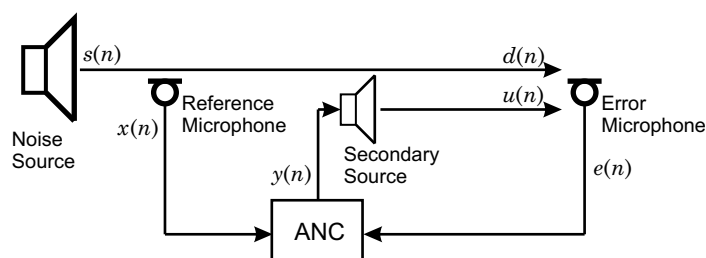 s(n)
d(n)
Reference
Microphone
u(n)
Error
Microphone
x(n)
Noise
Source
Secondary
Source
y(n)
e(n)
ANC